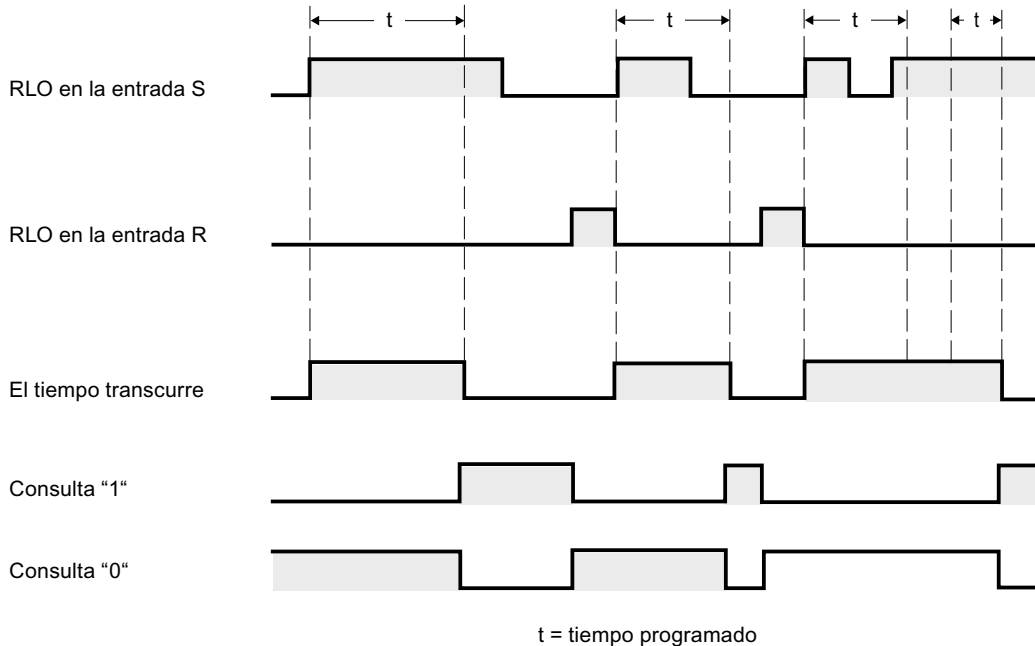 t t t t
RLO en la entrada S
RLO en la entrada R
El tiempo transcurre
Consulta “1“
Consulta “0“
t = tiempo programado